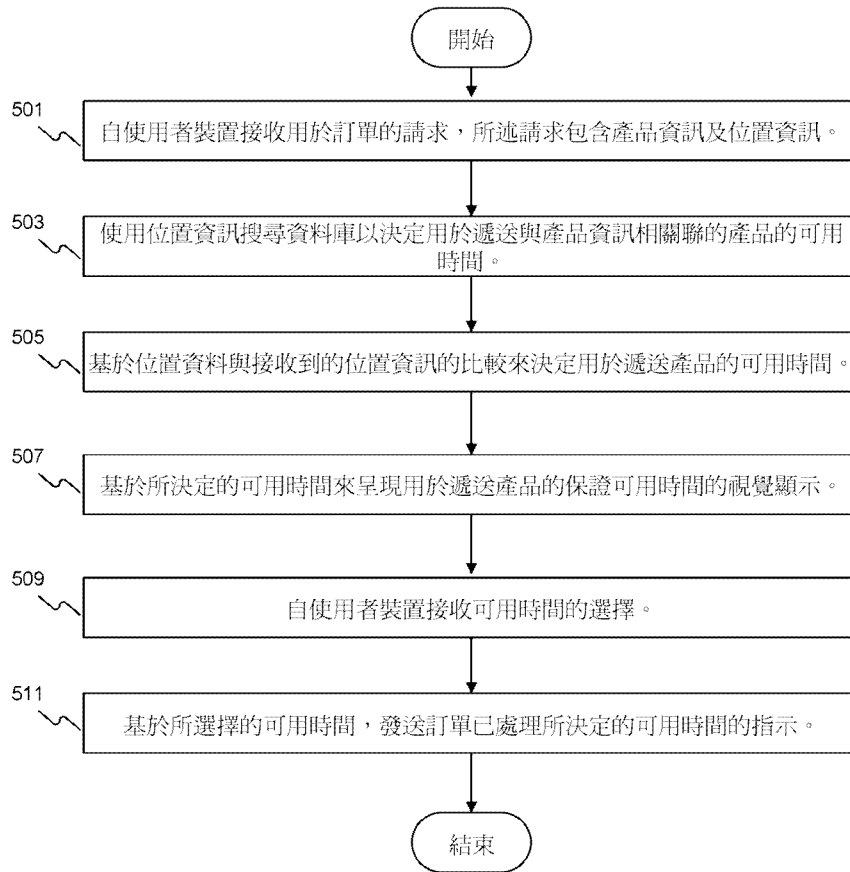 開始
501
自使用者裝置接收用於訂單的請求，所述請求包含產品資訊及位置資訊。
503
使用位置資訊搜尋資料庫以決定用於遞送與產品資訊相關聯的產品的可用
時間。
505
基於位置資料與接收到的位置資訊的比較來決定用於遞送產品的可用時間。
507
基於所決定的可用時間來呈現用於遞送產品的保證可用時間的視覺顯示。
509
自使用者裝置接收可用時間的選擇。
511
基於所選擇的可用時間，發送訂單已處理所決定的可用時間的指示。
結束